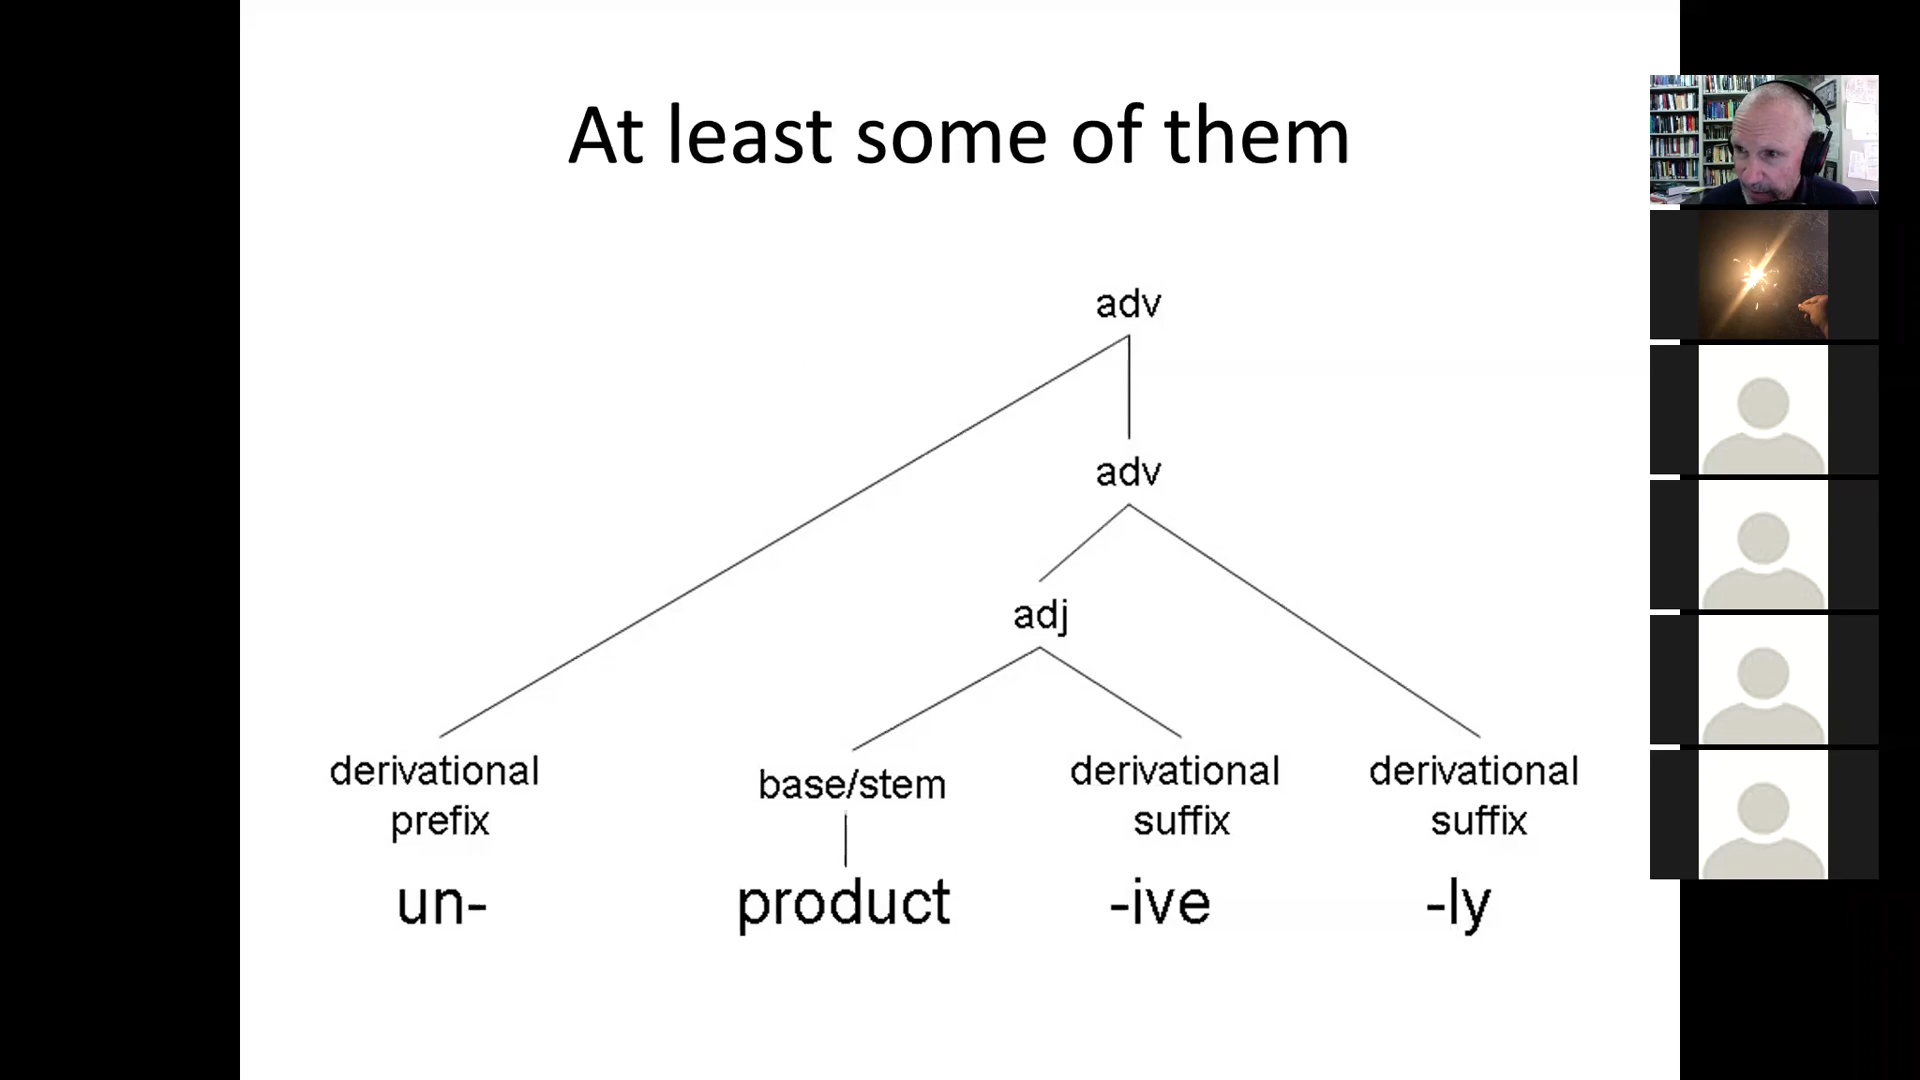 At least some of them
adv
adv
adj
derivational
prefix
base/stem
derivational
suffix
derivational
suffix
un-
product
-ive
-ly